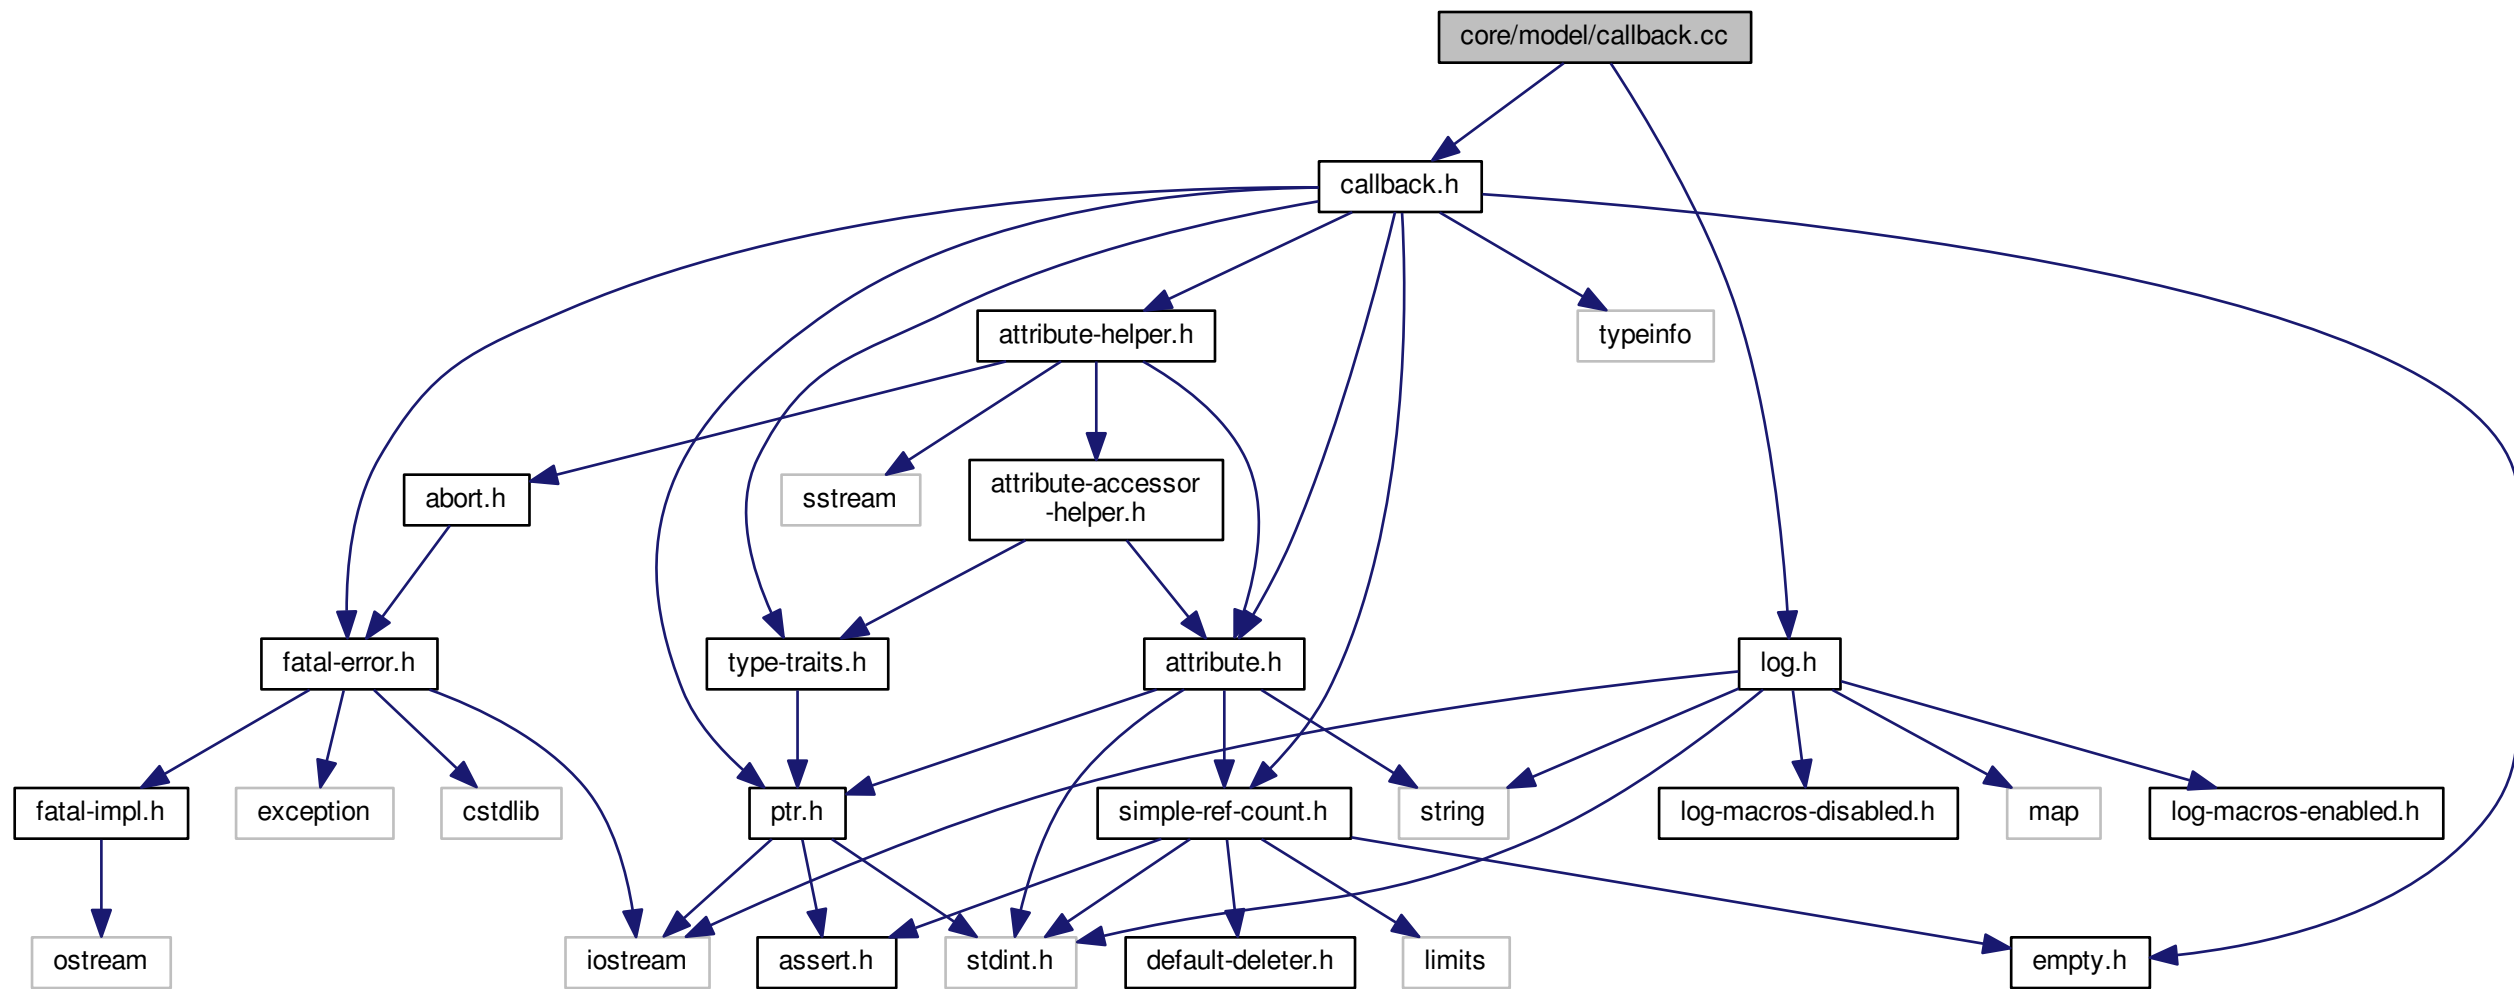 core/model/callback.cc
callback.h
attribute-helper.h
typeinfo
abort.h
sstream
attribute-accessor
-helper.h
fatal-error.h
type-traits.h
attribute.h
log.h
fatal-impl.h
exception
cstdlib
ptr.h
simple-ref-count.h
string
log-macros-disabled.h
map
log-macros-enabled.h
ostream
iostream
assert.h
stdint.h
default-deleter.h
limits
empty.h